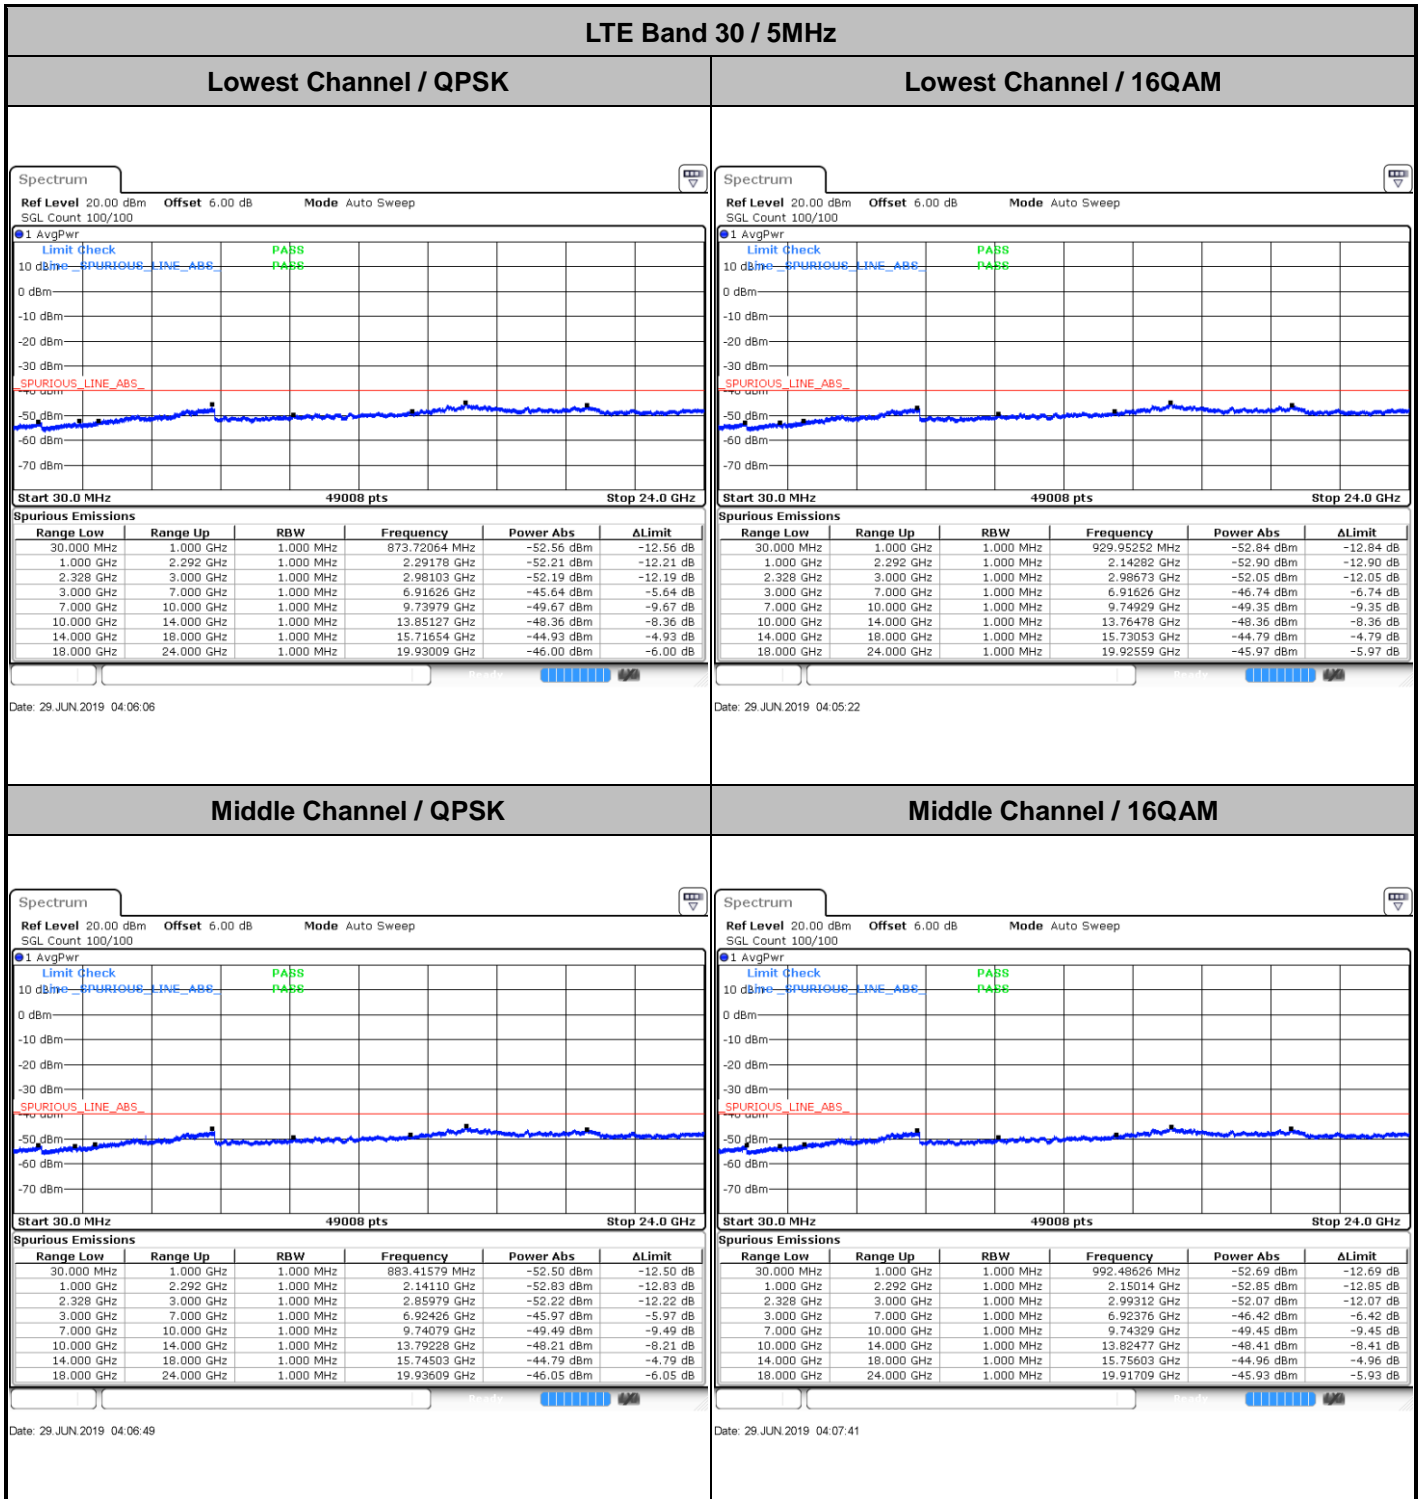 LTE Band 30 / 5MHz
Lowest Channel / QPSK
Lowest Channel / 16QAM
Spectrum
Ref Level 20.00 dBm Offset 6.00 dB Mode Auto Sweep
SGL Count 100/100
1 AvgPwr
Limit Check PASS
10 dBm Line _SPURIOUS_LINE_ABS_ PASS
0 dBm
-10 dBm
-20 dBm
-30 dBm
_SPURIOUS_LINE_ABS_
-40 dBm
-50 dBm
-60 dBm
-70 dBm
Start 30.0 MHz 49008 pts Stop 24.0 GHz
Spurious Emissions
Range Low Range Up RBW Frequency Power Abs ΔLimit
30.000 MHz 1.000 GHz 1.000 MHz 873.72064 MHz -52.56 dBm -12.56 dB
1.000 GHz 2.292 GHz 1.000 MHz 2.29178 GHz -52.21 dBm -12.21 dB
2.328 GHz 3.000 GHz 1.000 MHz 2.98103 GHz -52.19 dBm -12.19 dB
3.000 GHz 7.000 GHz 1.000 MHz 6.91626 GHz -45.64 dBm -5.64 dB
7.000 GHz 10.000 GHz 1.000 MHz 9.73979 GHz -49.67 dBm -9.67 dB
10.000 GHz 14.000 GHz 1.000 MHz 13.85127 GHz -48.36 dBm -8.36 dB
14.000 GHz 18.000 GHz 1.000 MHz 15.71654 GHz -44.93 dBm -4.93 dB
18.000 GHz 24.000 GHz 1.000 MHz 19.93009 GHz -46.00 dBm -6.00 dB
Ready
Date: 29.JUN.2019 04:06:06
Spectrum
Ref Level 20.00 dBm Offset 6.00 dB Mode Auto Sweep
SGL Count 100/100
1 AvgPwr
Limit Check PASS
10 dBm Line _SPURIOUS_LINE_ABS_ PASS
0 dBm
-10 dBm
-20 dBm
-30 dBm
_SPURIOUS_LINE_ABS_
-40 dBm
-50 dBm
-60 dBm
-70 dBm
Start 30.0 MHz 49008 pts Stop 24.0 GHz
Spurious Emissions
Range Low Range Up RBW Frequency Power Abs ΔLimit
30.000 MHz 1.000 GHz 1.000 MHz 929.95252 MHz -52.84 dBm -12.84 dB
1.000 GHz 2.292 GHz 1.000 MHz 2.14282 GHz -52.90 dBm -12.90 dB
2.328 GHz 3.000 GHz 1.000 MHz 2.98673 GHz -52.05 dBm -12.05 dB
3.000 GHz 7.000 GHz 1.000 MHz 6.91626 GHz -46.74 dBm -6.74 dB
7.000 GHz 10.000 GHz 1.000 MHz 9.74929 GHz -49.35 dBm -9.35 dB
10.000 GHz 14.000 GHz 1.000 MHz 13.76478 GHz -48.36 dBm -8.36 dB
14.000 GHz 18.000 GHz 1.000 MHz 15.73053 GHz -44.79 dBm -4.79 dB
18.000 GHz 24.000 GHz 1.000 MHz 19.92559 GHz -45.97 dBm -5.97 dB
Ready
Date: 29.JUN.2019 04:05:22
Middle Channel / QPSK
Middle Channel / 16QAM
Spectrum
Ref Level 20.00 dBm Offset 6.00 dB Mode Auto Sweep
SGL Count 100/100
1 AvgPwr
Limit Check PASS
10 dBm Line _SPURIOUS_LINE_ABS_ PASS
0 dBm
-10 dBm
-20 dBm
-30 dBm
_SPURIOUS_LINE_ABS_
-40 dBm
-50 dBm
-60 dBm
-70 dBm
Start 30.0 MHz 49008 pts Stop 24.0 GHz
Spurious Emissions
Range Low Range Up RBW Frequency Power Abs ΔLimit
30.000 MHz 1.000 GHz 1.000 MHz 883.41579 MHz -52.50 dBm -12.50 dB
1.000 GHz 2.292 GHz 1.000 MHz 2.14110 GHz -52.83 dBm -12.83 dB
2.328 GHz 3.000 GHz 1.000 MHz 2.85979 GHz -52.22 dBm -12.22 dB
3.000 GHz 7.000 GHz 1.000 MHz 6.92426 GHz -45.97 dBm -5.97 dB
7.000 GHz 10.000 GHz 1.000 MHz 9.74079 GHz -49.49 dBm -9.49 dB
10.000 GHz 14.000 GHz 1.000 MHz 13.79228 GHz -48.21 dBm -8.21 dB
14.000 GHz 18.000 GHz 1.000 MHz 15.74503 GHz -44.79 dBm -4.79 dB
18.000 GHz 24.000 GHz 1.000 MHz 19.93609 GHz -46.05 dBm -6.05 dB
Ready
Date: 29.JUN.2019 04:06:49
Spectrum
Ref Level 20.00 dBm Offset 6.00 dB Mode Auto Sweep
SGL Count 100/100
1 AvgPwr
Limit Check PASS
10 dBm Line _SPURIOUS_LINE_ABS_ PASS
0 dBm
-10 dBm
-20 dBm
-30 dBm
_SPURIOUS_LINE_ABS_
-40 dBm
-50 dBm
-60 dBm
-70 dBm
Start 30.0 MHz 49008 pts Stop 24.0 GHz
Spurious Emissions
Range Low Range Up RBW Frequency Power Abs ΔLimit
30.000 MHz 1.000 GHz 1.000 MHz 992.48626 MHz -52.69 dBm -12.69 dB
1.000 GHz 2.292 GHz 1.000 MHz 2.15014 GHz -52.85 dBm -12.85 dB
2.328 GHz 3.000 GHz 1.000 MHz 2.99312 GHz -52.07 dBm -12.07 dB
3.000 GHz 7.000 GHz 1.000 MHz 6.92376 GHz -46.42 dBm -6.42 dB
7.000 GHz 10.000 GHz 1.000 MHz 9.74329 GHz -49.45 dBm -9.45 dB
10.000 GHz 14.000 GHz 1.000 MHz 13.82477 GHz -48.41 dBm -8.41 dB
14.000 GHz 18.000 GHz 1.000 MHz 15.75603 GHz -44.96 dBm -4.96 dB
18.000 GHz 24.000 GHz 1.000 MHz 19.91709 GHz -45.93 dBm -5.93 dB
Ready
Date: 29.JUN.2019 04:07:41